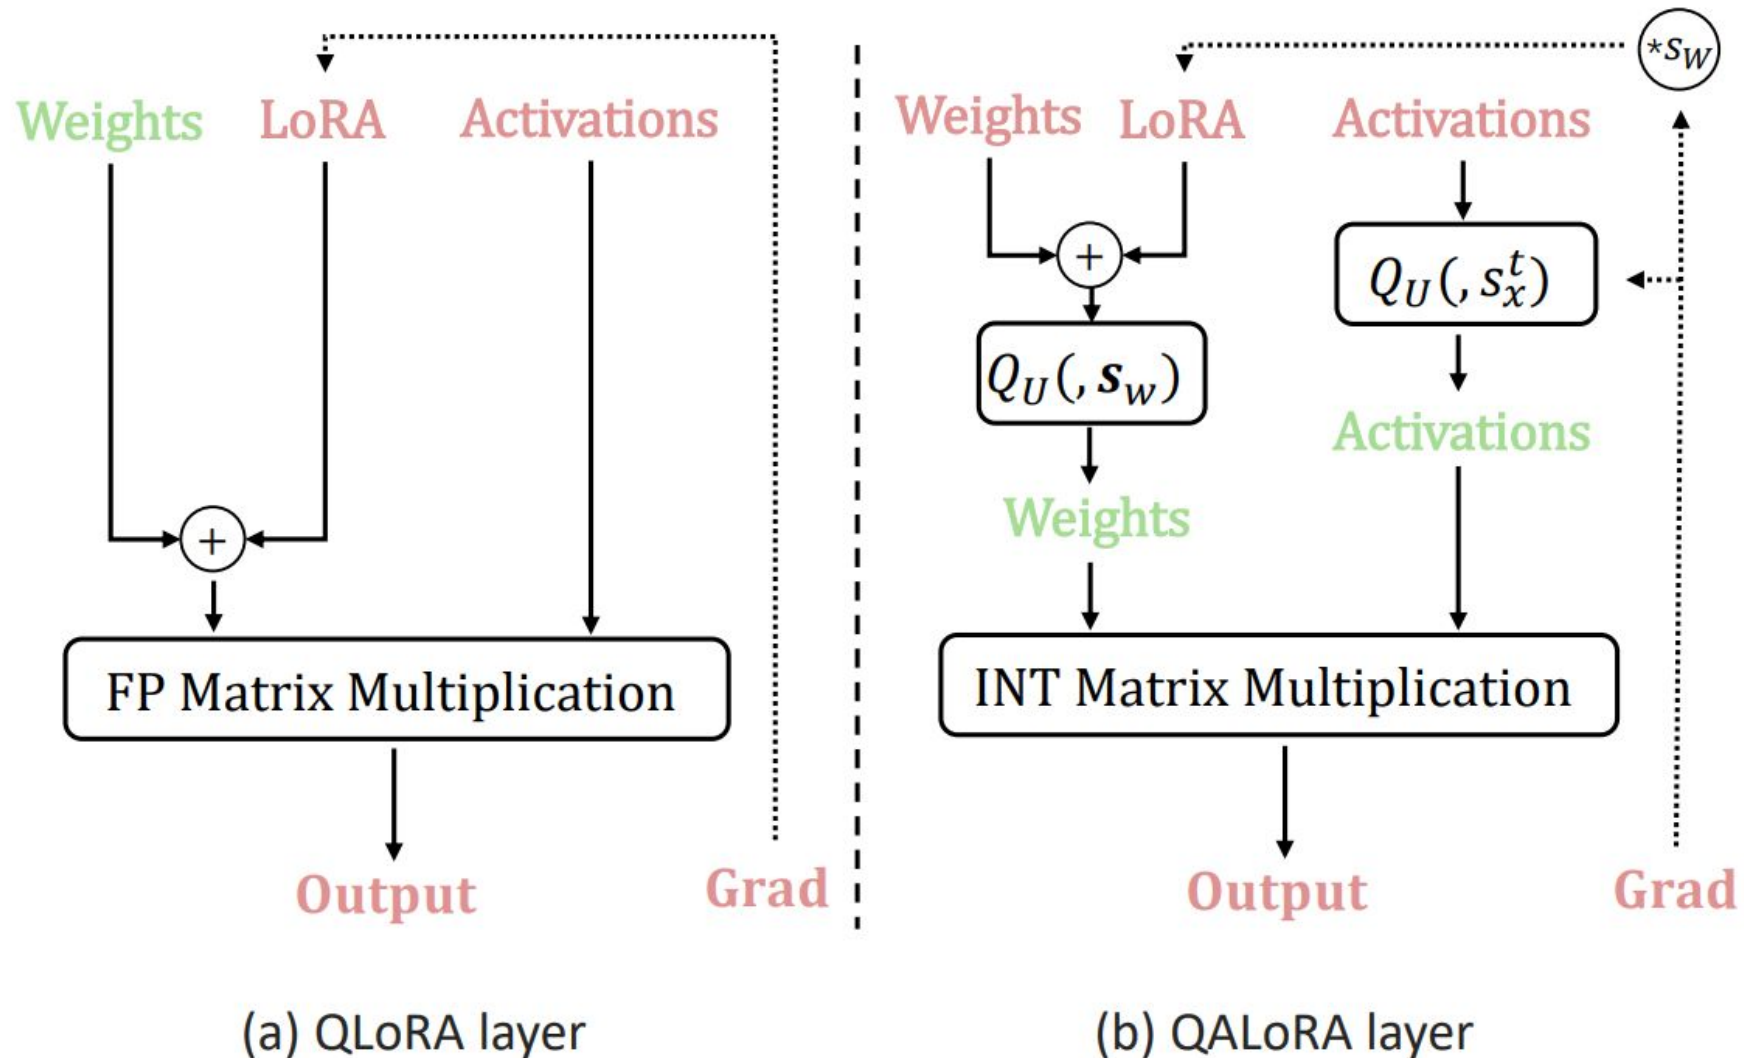 *s_W
Weights LoRA Activations
Weights LoRA Activations
+
+
Q_U(, s_x^t)
Q_U(, s_w)
Activations
Weights
FP Matrix Multiplication
INT Matrix Multiplication
Output
Grad
Output
Grad
(a) QLoRA layer
(b) QALoRA layer